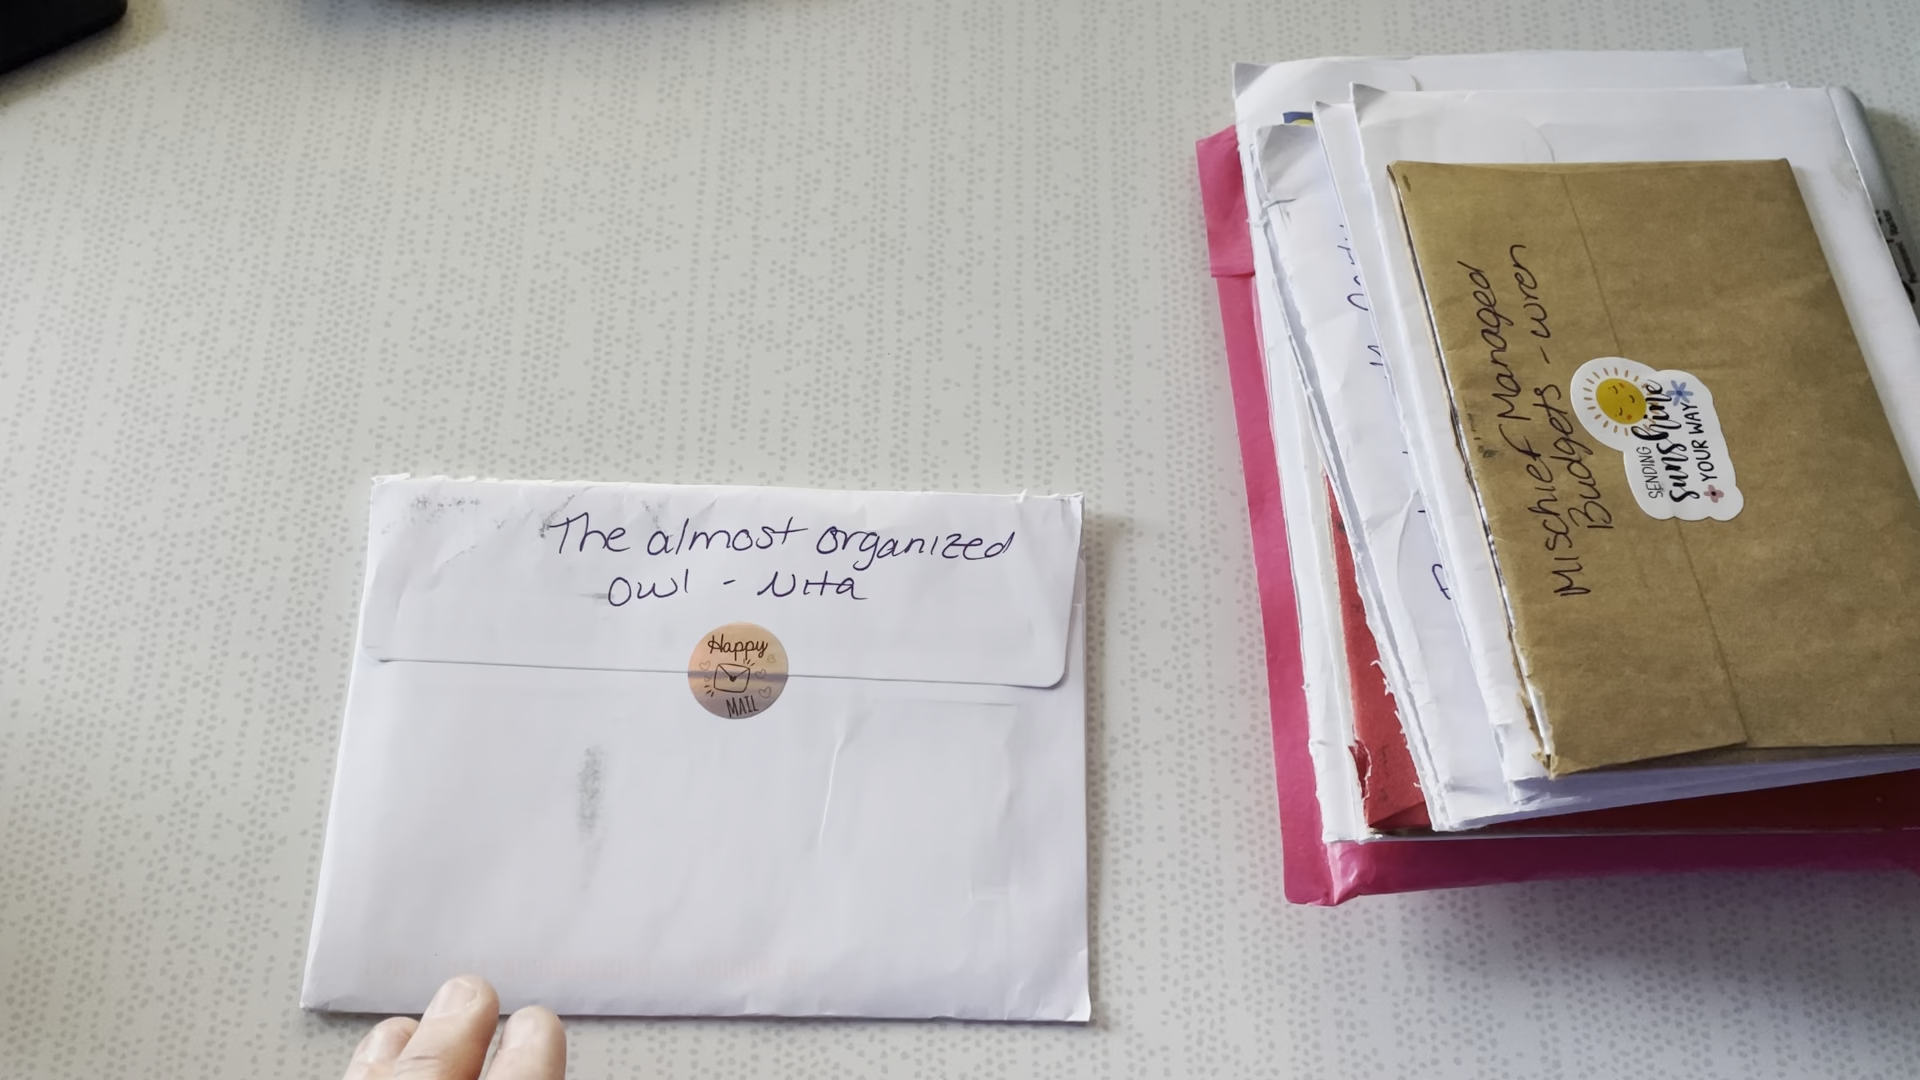 The almost organized
owl - Nita
Happy
MAIL
Mischief Managed
Budgets - Wren
SENDING
sunshine
YOUR WAY